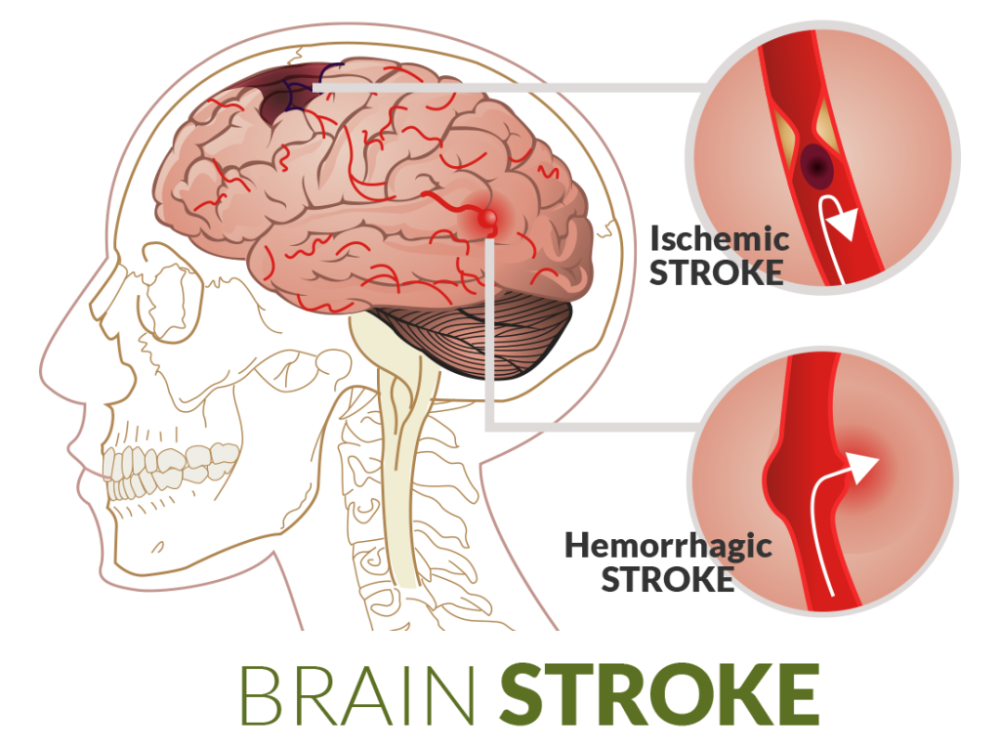 Ischemic
STROKE
Hemorrhagic
STROKE
BRAIN STROKE